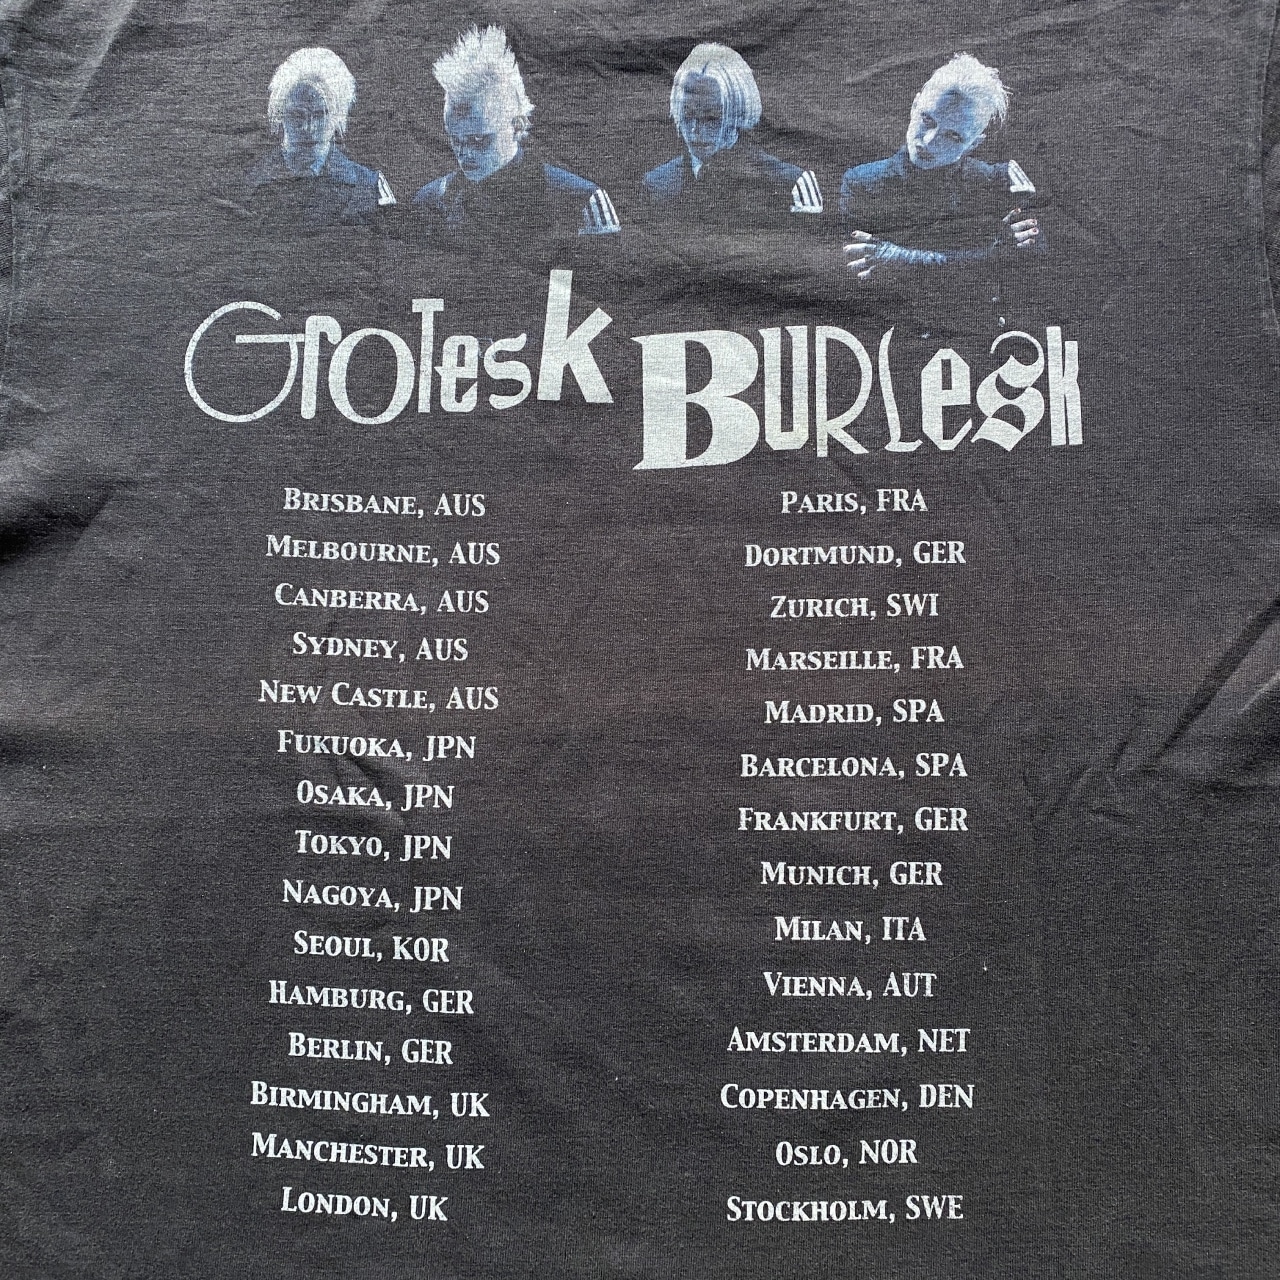 Grotesk Burlesk
Brisbane, AUS
Melbourne, AUS
Canberra, AUS
Sydney, AUS
New Castle, AUS
Fukuoka, JPN
Osaka, JPN
Tokyo, JPN
Nagoya, JPN
Seoul, KOR
Hamburg, GER
Berlin, GER
Birmingham, UK
Manchester, UK
London, UK
Paris, FRA
Dortmund, GER
Zurich, SWI
Marseille, FRA
Madrid, SPA
Barcelona, SPA
Frankfurt, GER
Munich, GER
Milan, ITA
Vienna, AUT
Amsterdam, NET
Copenhagen, DEN
Oslo, NOR
Stockholm, SWE